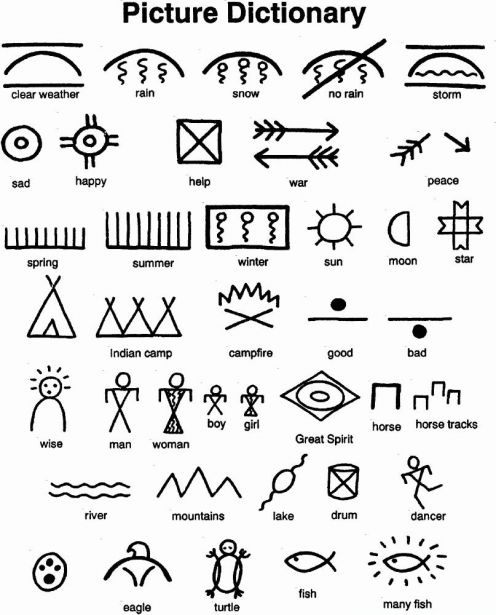 Picture Dictionary
clear weather rain snow no rain storm
sad happy help war peace
spring summer winter sun moon star
Indian camp campfire good bad
wise man woman boy girl Great Spirit horse horse tracks
river mountains lake drum dancer
eagle turtle fish many fish